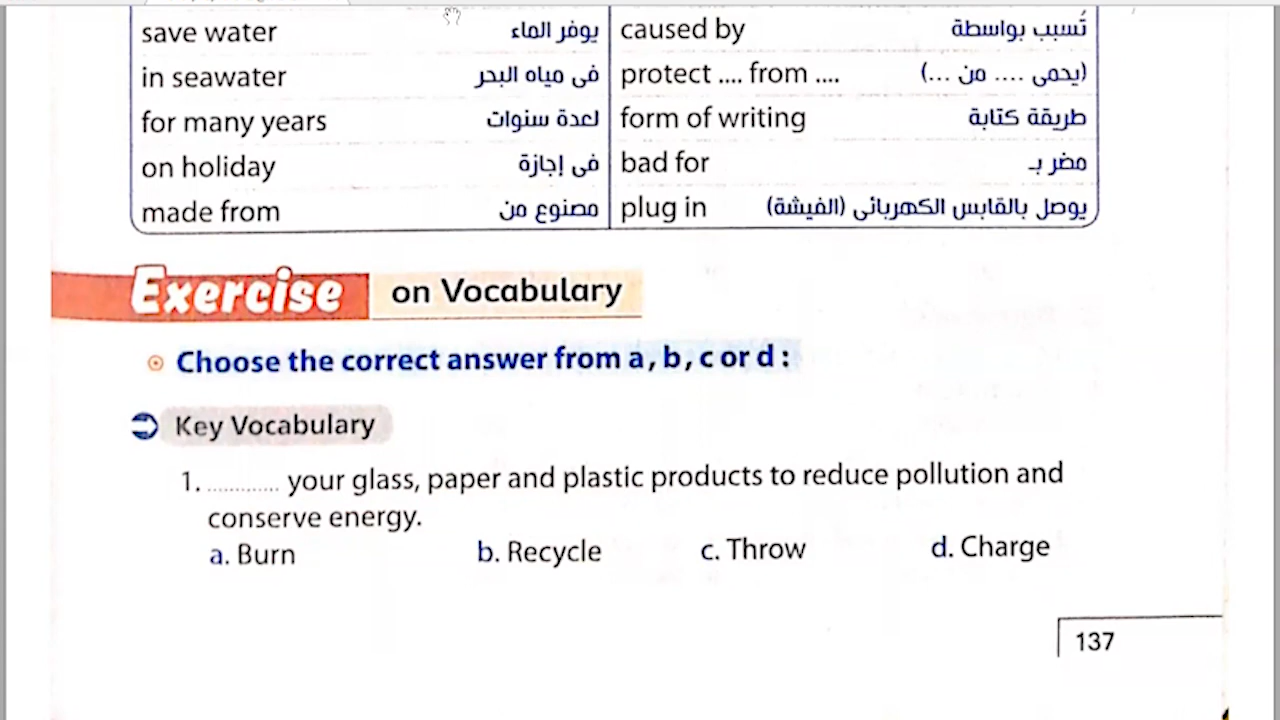 save water يوفر الماء caused by تُسبب بواسطة
in seawater فى مياه البحر protect .... from .... (يحمى .... من ...)
for many years لعدة سنوات form of writing طريقة كتابة
on holiday فى إجازة bad for مضر بـ
made from مصنوع من plug in يوصل بالقابس الكهربائى (الفيشة)
Exercise on Vocabulary
Choose the correct answer from a, b, c or d :
Key Vocabulary
1. ............. your glass, paper and plastic products to reduce pollution and
conserve energy.
a. Burn b. Recycle c. Throw d. Charge
137